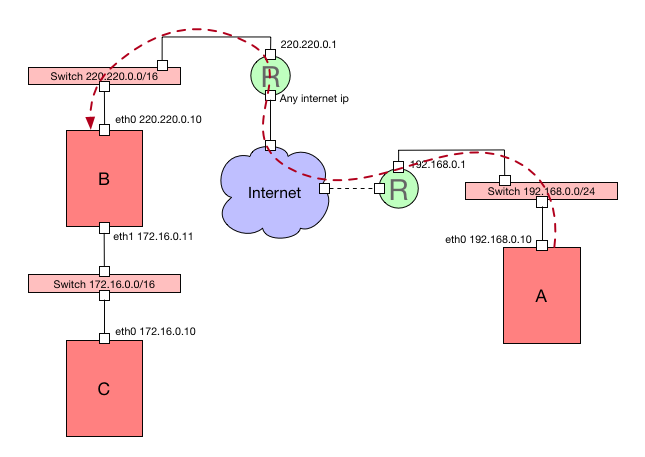 220.220.0.1
Switch 220.220.0.0/16
R
Any internet ip
eth0 220.220.0.10
B
192.168.0.1
Internet
R
Switch 192.168.0.0/24
eth1 172.16.0.11
eth0 192.168.0.10
Switch 172.16.0.0/16
A
eth0 172.16.0.10
C